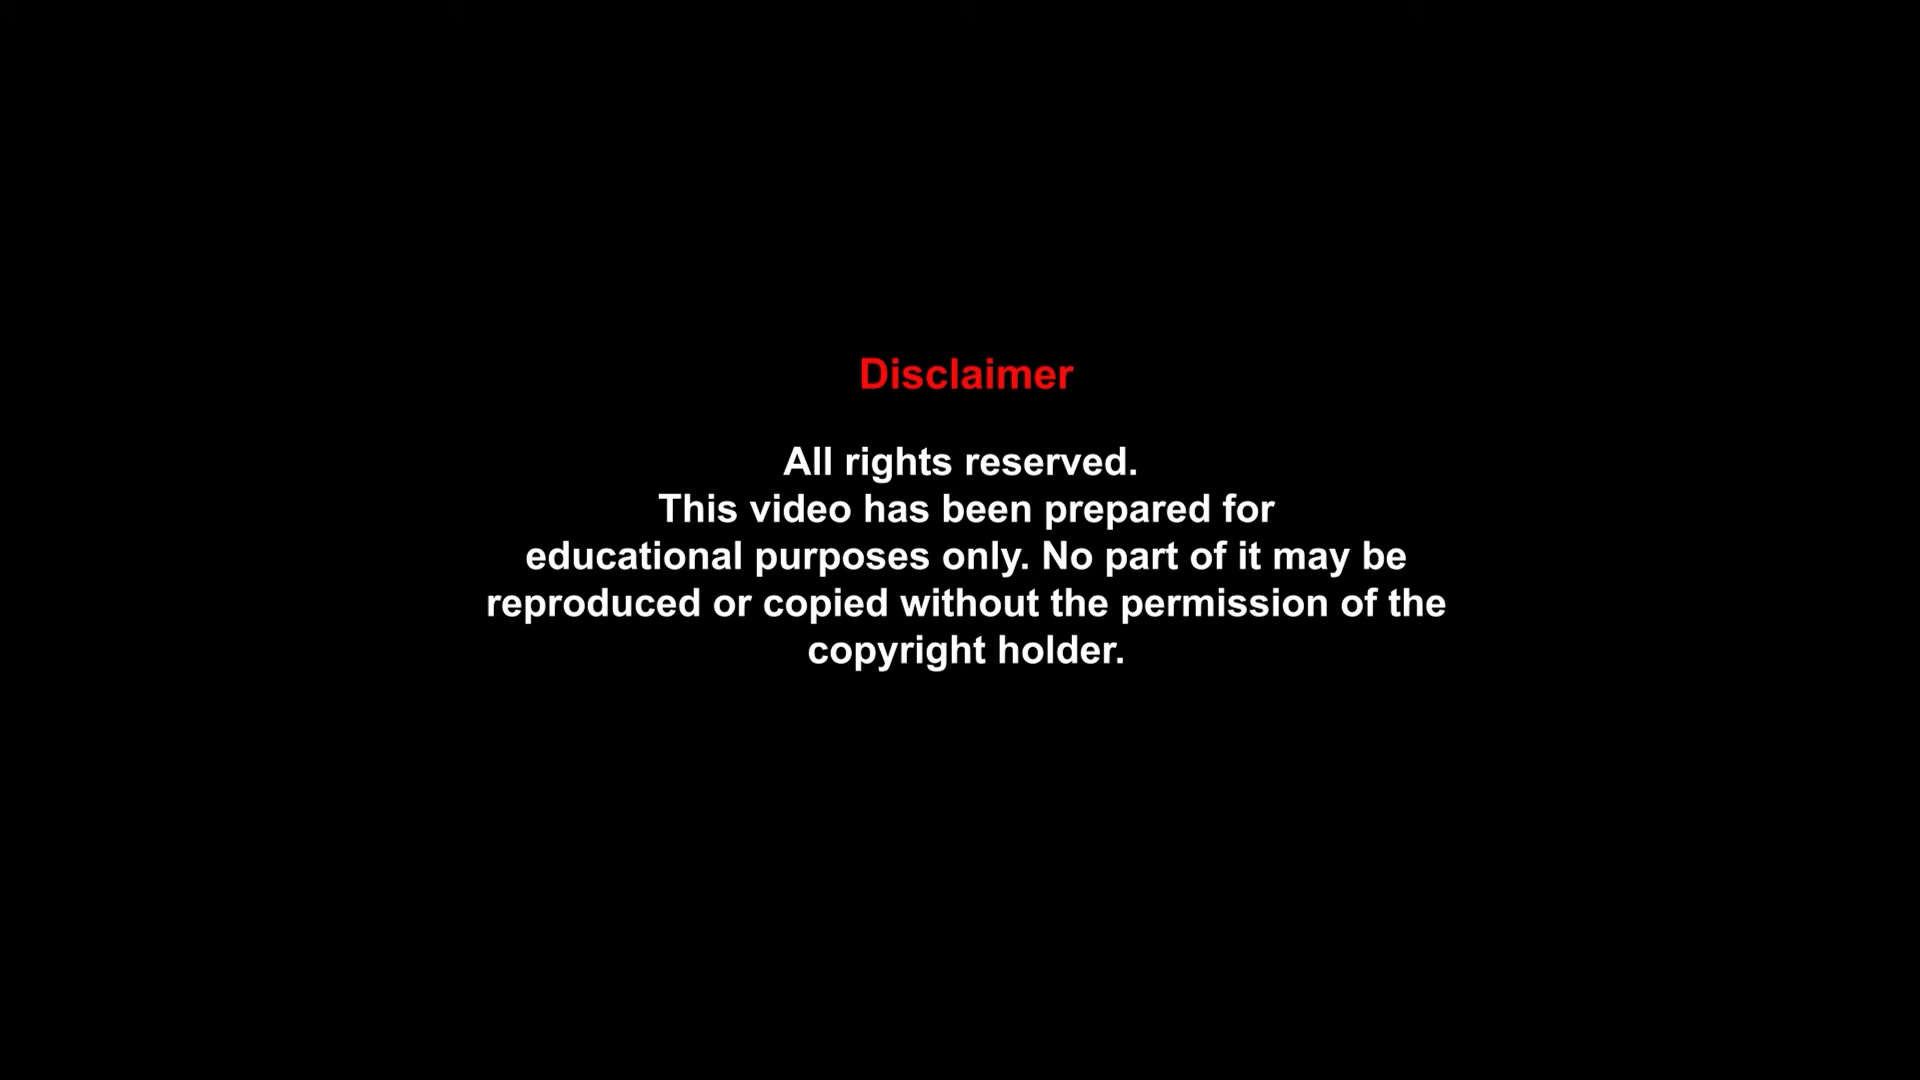 Disclaimer
All rights reserved.
This video has been prepared for
educational purposes only. No part of it may be
reproduced or copied without the permission of the
copyright holder.